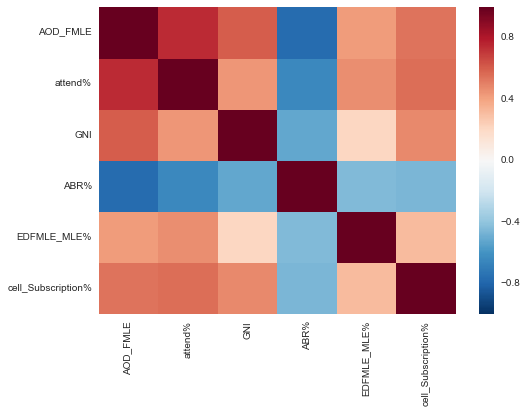 AOD_FMLE
attend%
GNI
ABR%
EDFMLE_MLE%
cell_Subscription%
AOD_FMLE
attend%
GNI
ABR%
EDFMLE_MLE%
cell_Subscription%
0.8
0.4
0.0
−0.4
−0.8